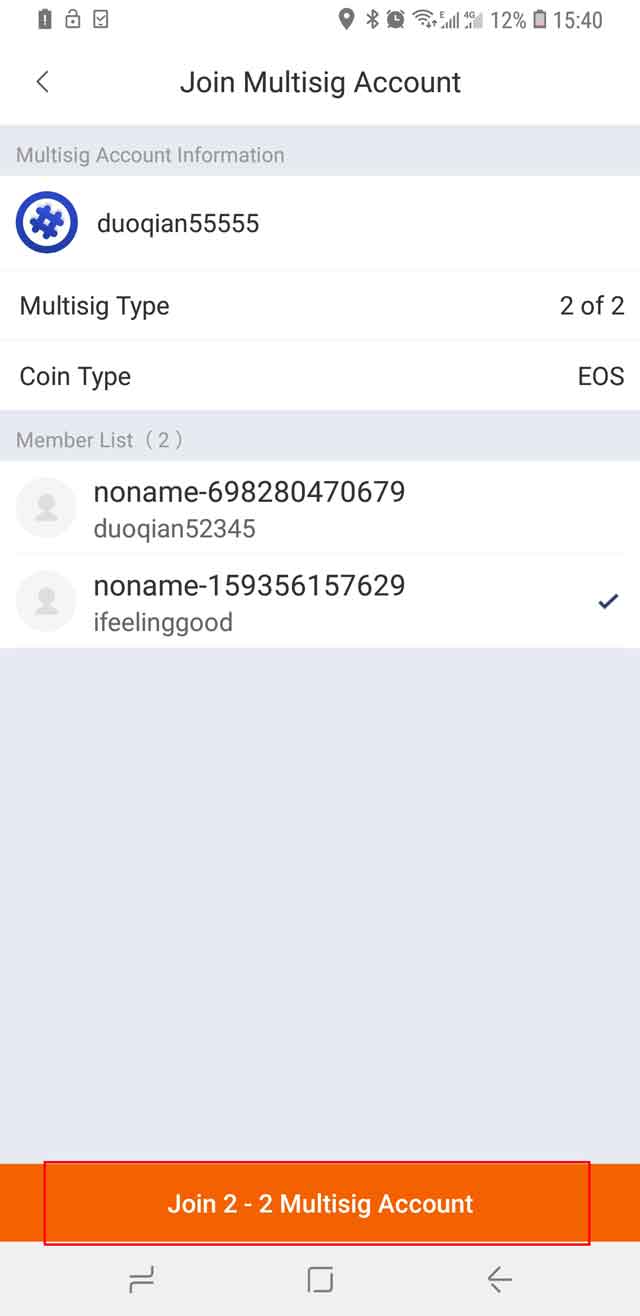 12% 15:40
Join Multisig Account
Multisig Account Information
duoqian55555
Multisig Type 2 of 2
Coin Type EOS
Member List ( 2 )
noname-698280470679
duoqian52345
noname-159356157629
ifeelinggood
Join 2 - 2 Multisig Account